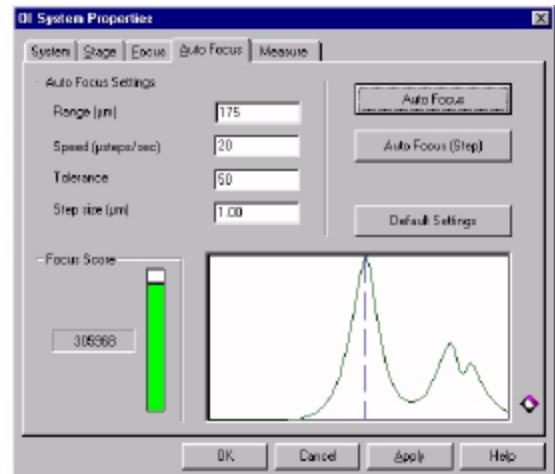 OI System Properties
System Stage Focus Auto Focus Measure
Auto Focus Settings
Range (µm) 175
Speed (µsteps/sec) 20
Tolerance 50
Step size (µm) 1.00
Auto Focus
Auto Focus (Step)
Default Settings
Focus Score
305968
OK Cancel Apply Help